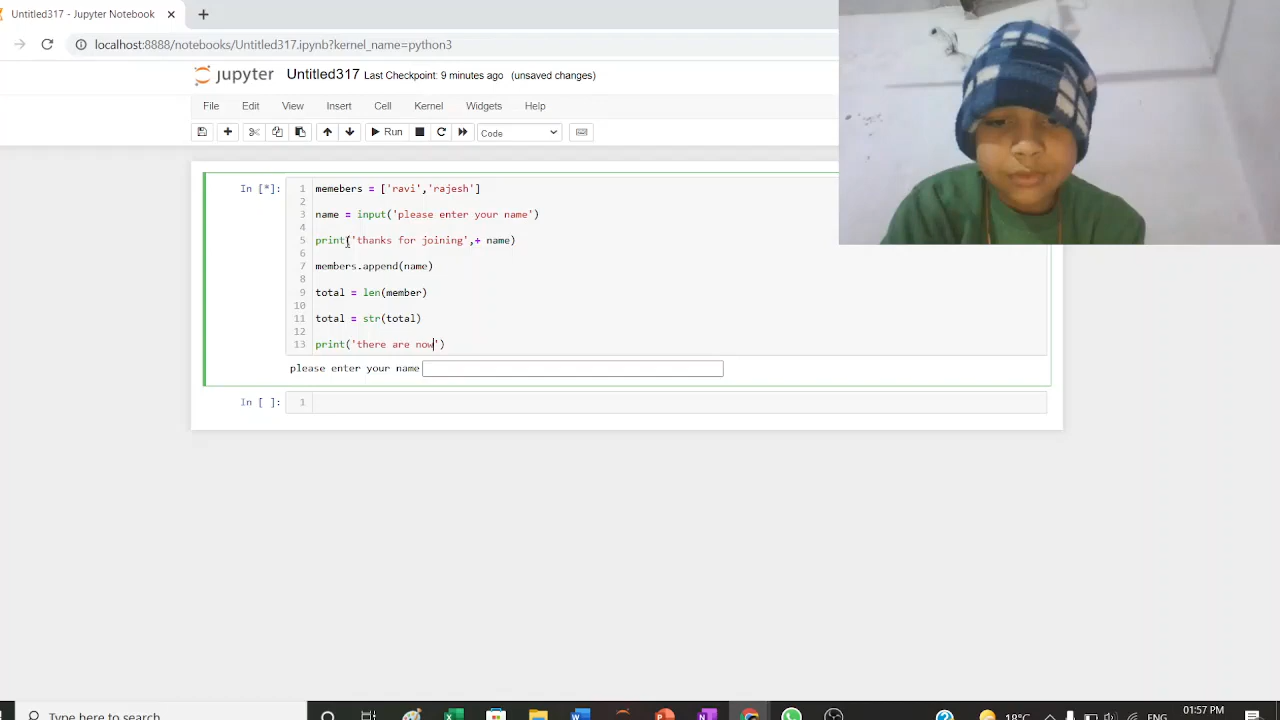 Untitled317 - Jupyter Notebook
localhost:8888/notebooks/Untitled317.ipynb?kernel_name=python3
jupyter Untitled317 Last Checkpoint: 9 minutes ago (unsaved changes)
File Edit View Insert Cell Kernel Widgets Help
Run Code
In [*]:
1 memebers = ['ravi','rajesh']
2
3 name = input('please enter your name')
4
5 print('thanks for joining',+ name)
6
7 members.append(name)
8
9 total = len(member)
10
11 total = str(total)
12
13 print('there are now')
please enter your name
In [ ]: 1
Type here to search
18°C
ENG
01:57 PM